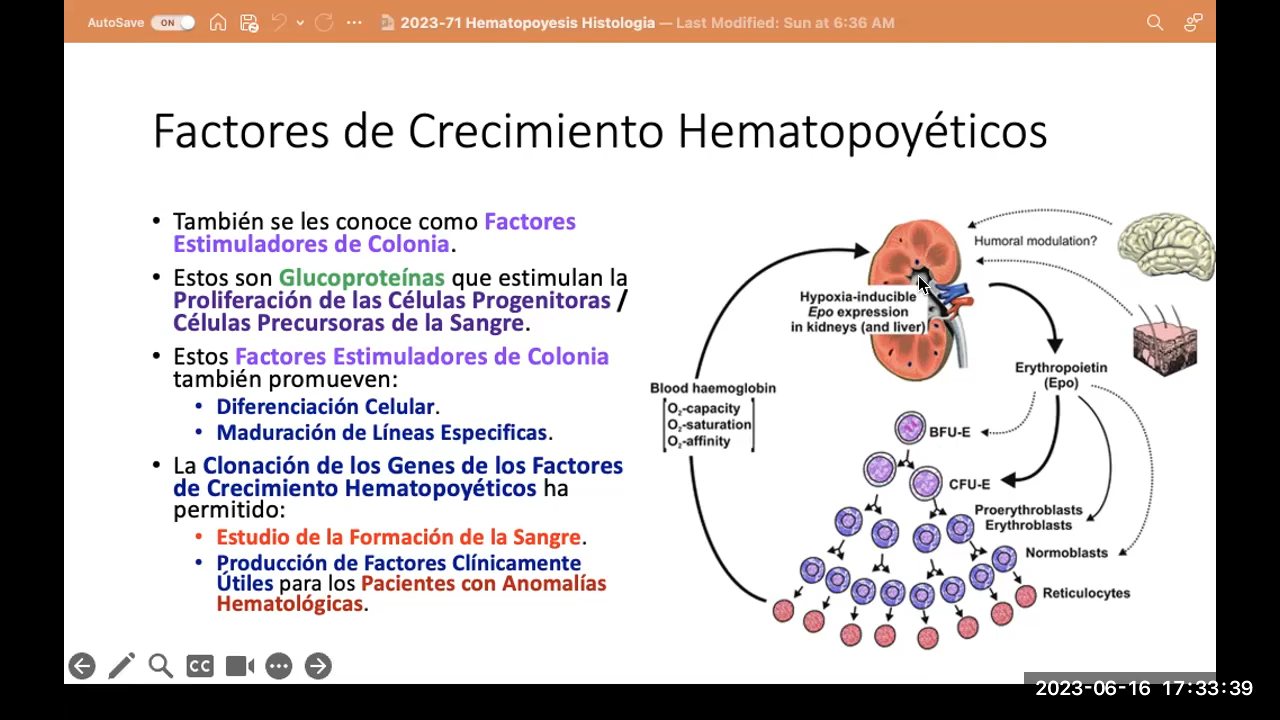 AutoSave ON ... 2023-71 Hematopoyesis Histologia — Last Modified: Sun at 6:36 AM
Factores de Crecimiento Hematopoyéticos
• También se les conoce como Factores
Estimuladores de Colonia.
• Estos son Glucoproteínas que estimulan la
Proliferación de las Células Progenitoras /
Células Precursoras de la Sangre.
• Estos Factores Estimuladores de Colonia
también promueven:
• Diferenciación Celular.
• Maduración de Líneas Especificas.
• La Clonación de los Genes de los Factores
de Crecimiento Hematopoyéticos ha
permitido:
• Estudio de la Formación de la Sangre.
• Producción de Factores Clínicamente
Útiles para los Pacientes con Anomalías
Hematológicas.
Humoral modulation?
Hypoxia-inducible
Epo expression
in kidneys (and liver)
Erythropoietin
(Epo)
Blood haemoglobin
O₂-capacity
O₂-saturation
O₂-affinity
BFU-E
CFU-E
Proerythroblasts
Erythroblasts
Normoblasts
Reticulocytes
CC
2023-06-16 17:33:39